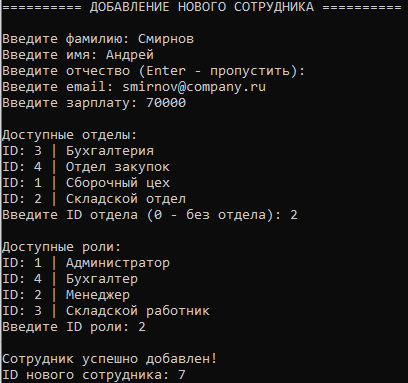 ========== ДОБАВЛЕНИЕ НОВОГО СОТРУДНИКА ==========
Введите фамилию: Смирнов
Введите имя: Андрей
Введите отчество (Enter - пропустить):
Введите email: smirnov@company.ru
Введите зарплату: 70000
Доступные отделы:
ID: 3 | Бухгалтерия
ID: 4 | Отдел закупок
ID: 1 | Сборочный цех
ID: 2 | Складской отдел
Введите ID отдела (0 - без отдела): 2
Доступные роли:
ID: 1 | Администратор
ID: 4 | Бухгалтер
ID: 2 | Менеджер
ID: 3 | Складской работник
Введите ID роли: 2
Сотрудник успешно добавлен!
ID нового сотрудника: 7